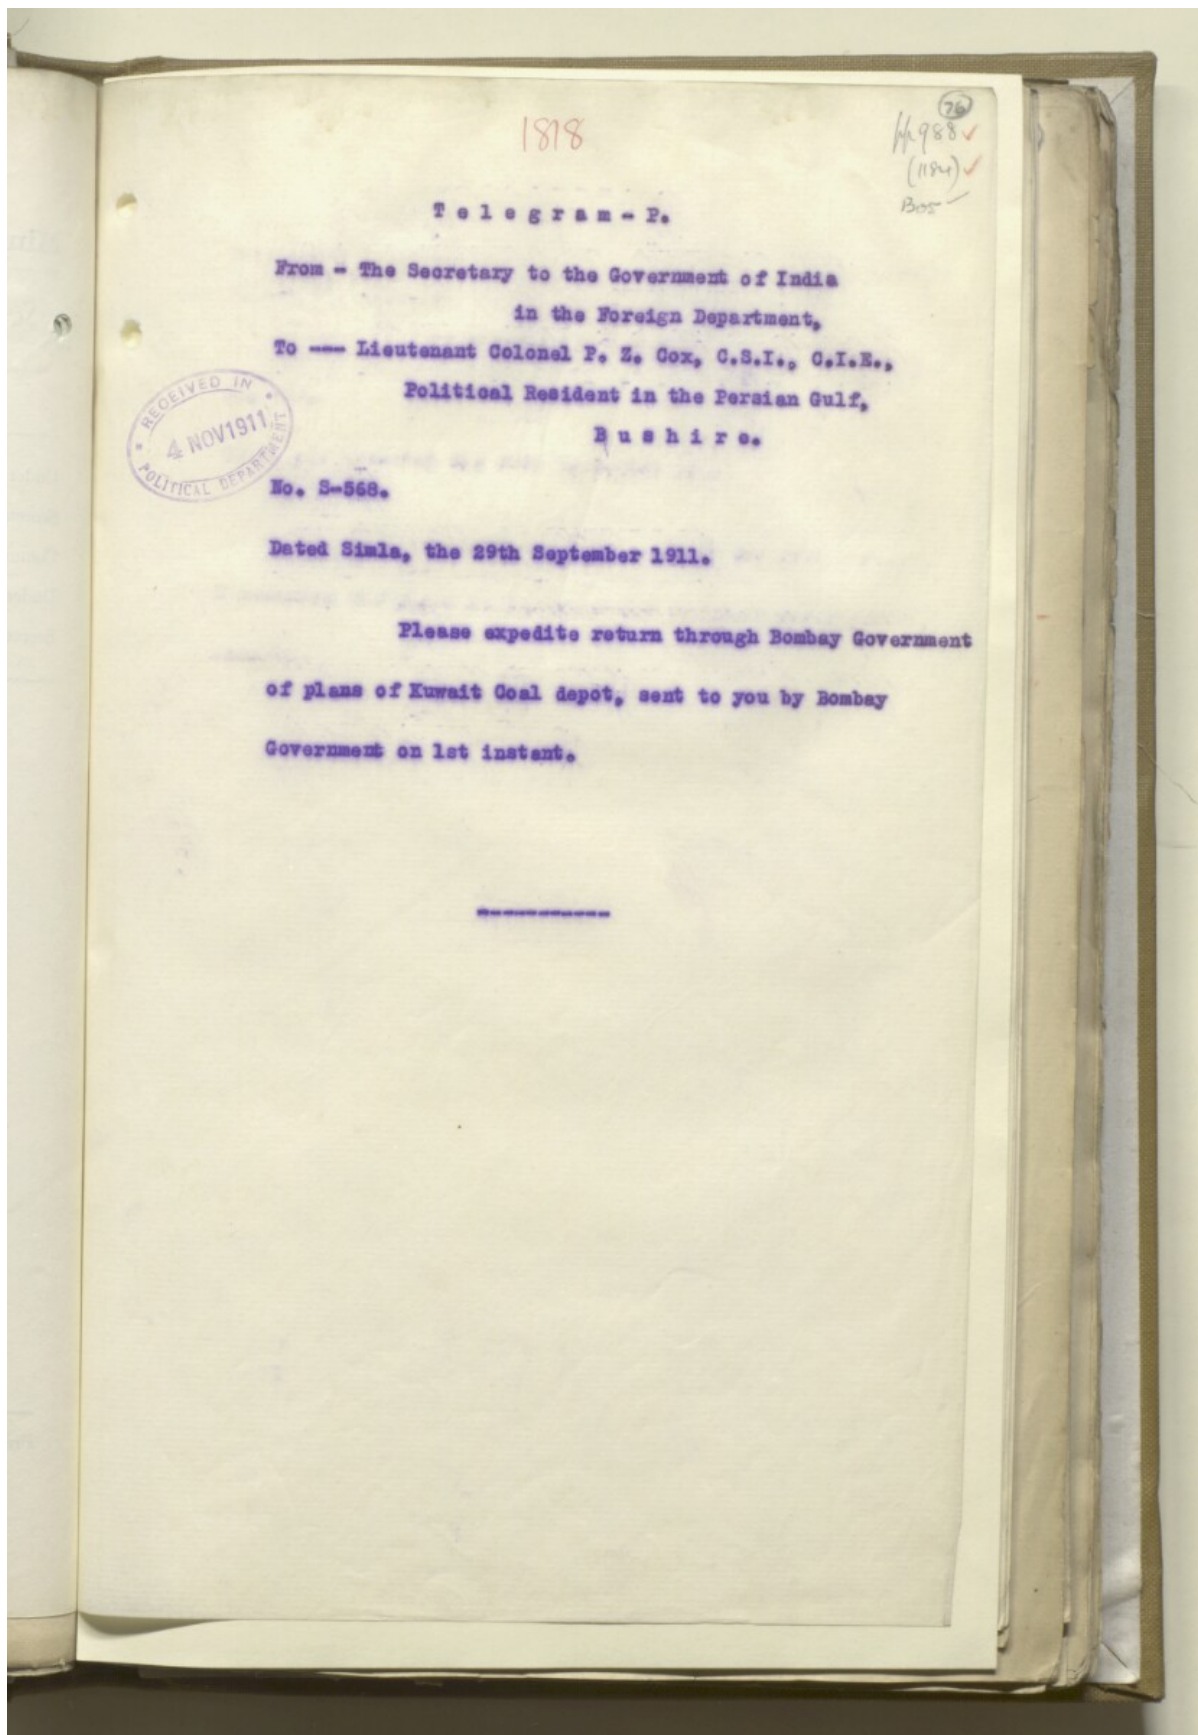 76
1818
988
T e l e g r a m - P.
From - The Secretary to the Government of India
in the Foreign Department,
To --- Lieutenant Colonel P. Z. Cox, C.S.I., C.I.E.,
Political Resident in the Persian Gulf,
B u s h i r e.
RECEIVED IN
4 NOV 1911
POLITICAL DEPARTMENT
No. S-568.
Dated Simla, the 29th September 1911.
Please expedite return through Bombay Government
of plans of Kuwait Coal depot, sent to you by Bombay
Government on 1st instant.